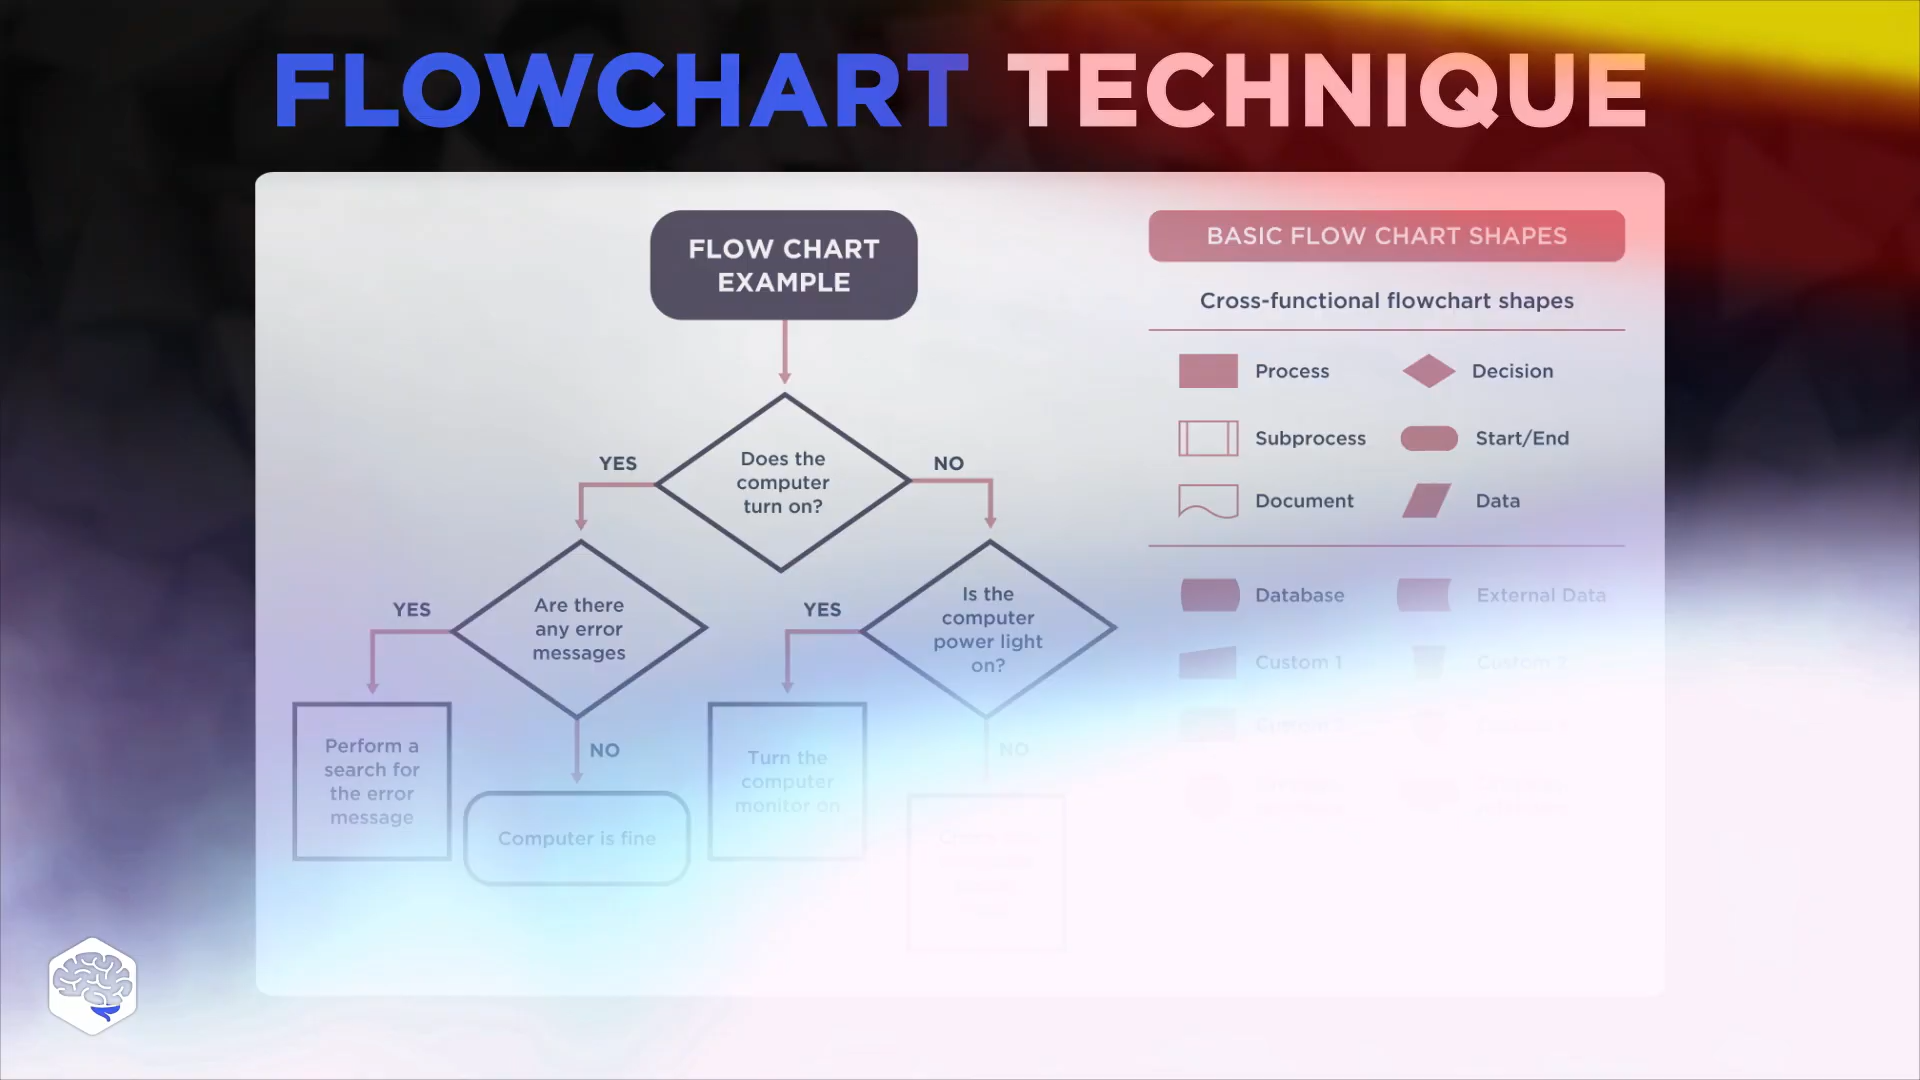 FLOWCHART TECHNIQUE
FLOW CHART
EXAMPLE
Does the
computer
turn on?
YES
NO
Are there
any error
messages
YES
NO
Is the
computer
power light
on?
YES
NO
Perform a
search for
the error
message
Computer is fine
Turn the
computer
monitor on
BASIC FLOW CHART SHAPES
Cross-functional flowchart shapes
Process
Decision
Subprocess
Start/End
Document
Data
Database
External Data
Custom 1
Custom 2